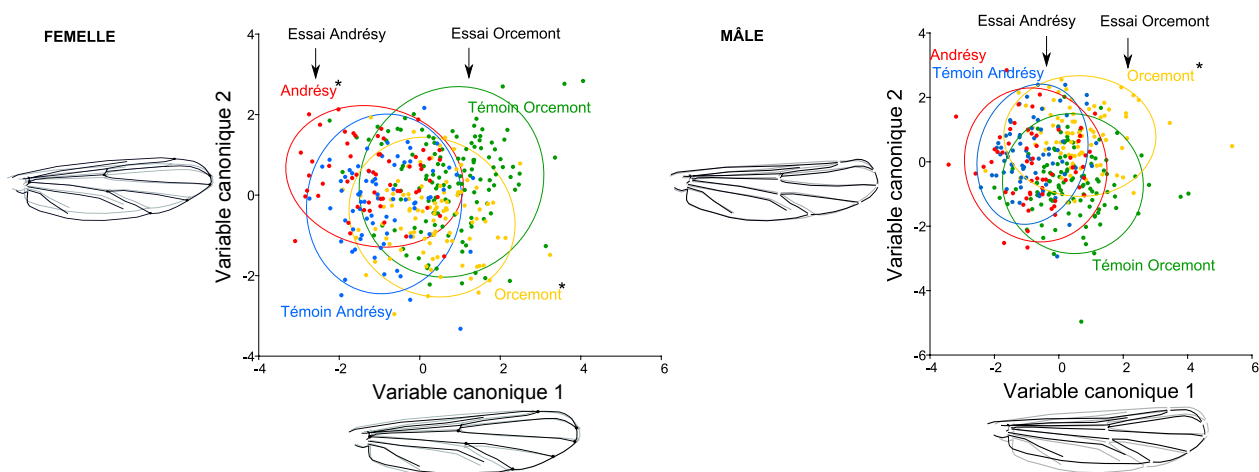 FEMELLE
Essai Andrésy
Essai Orcemont
Andrésy*
Témoin Orcemont
Témoin Andrésy
Orcemont*
Variable canonique 2
4
2
0
-2
-4
-4
-2
0
2
4
6
Variable canonique 1
MÂLE
Essai Andrésy
Essai Orcemont
Andrésy
Témoin Andrésy
Orcemont*
Témoin Orcemont
Variable canonique 2
4
2
0
-2
-4
-6
-4
-2
0
2
4
6
Variable canonique 1